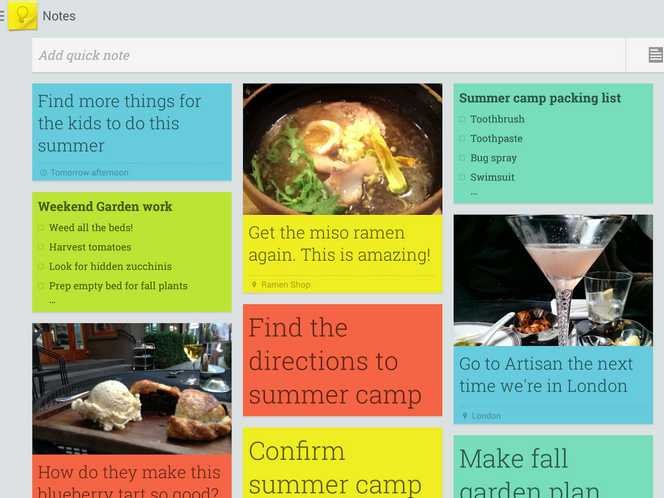 Notes
Add quick note
Find more things for
the kids to do this
summer
Tomorrow afternoon
Weekend Garden work
Weed all the beds!
Harvest tomatoes
Look for hidden zucchinis
Prep empty bed for fall plants
...
How do they make this
blueberry tart so good?
Get the miso ramen
again. This is amazing!
Ramen Shop
Find the
directions to
summer camp
Confirm
summer camp
Summer camp packing list
Toothbrush
Toothpaste
Bug spray
Swimsuit
...
Go to Artisan the next
time we're in London
London
Make fall
garden plan